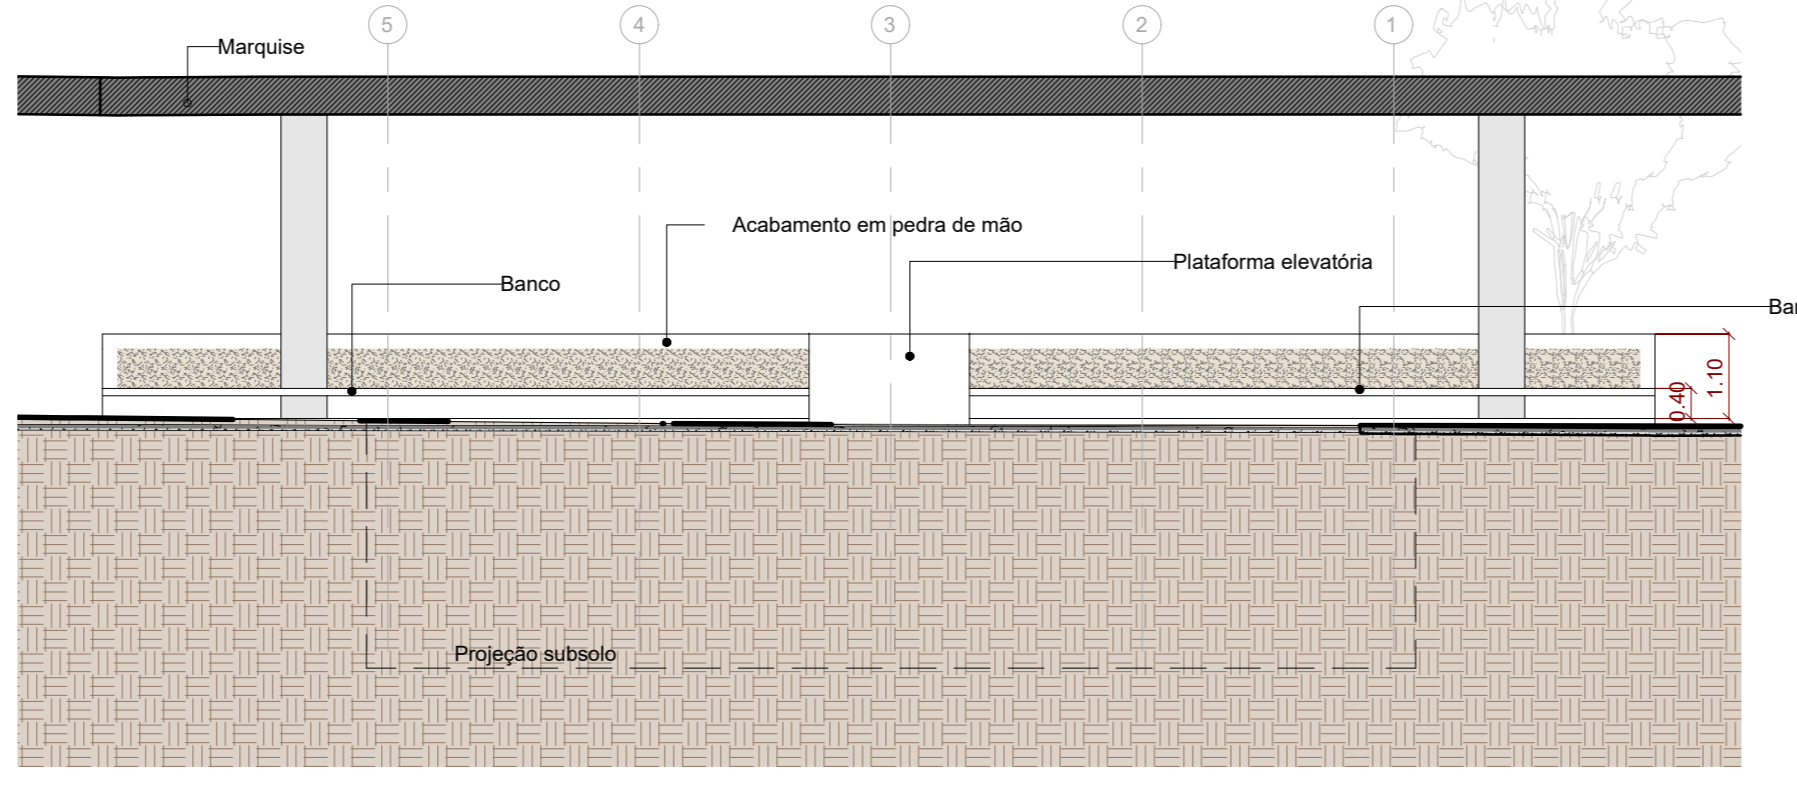 5 4 3 2 1
Marquise
Acabamento em pedra de mão
Plataforma elevatória
Banco
Ban
1.10
0.40
Projeção subsolo